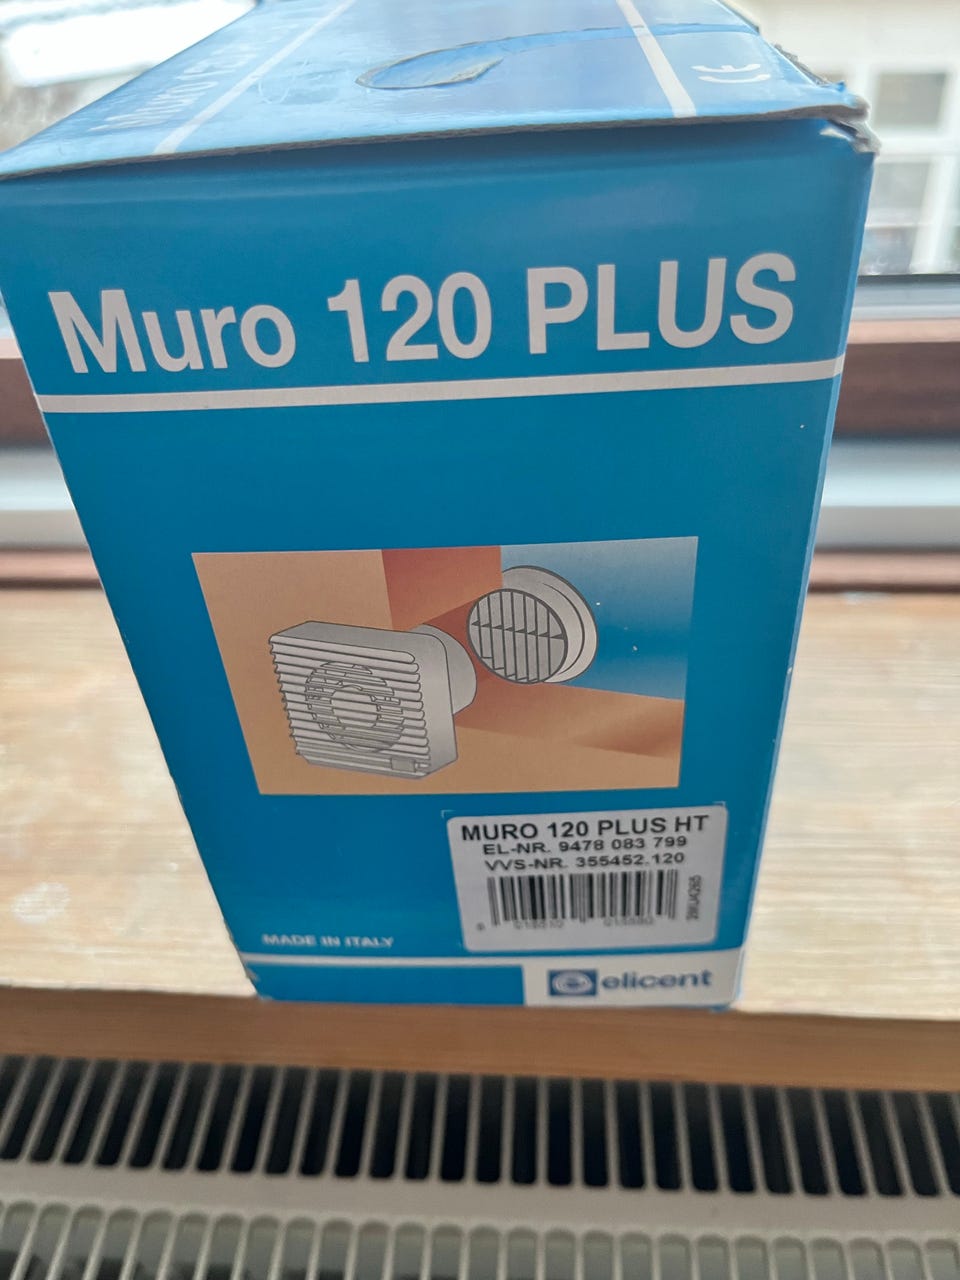 CE
Muro 120 PLUS
MURO 120 PLUS HT
EL-NR. 9478 083 799
VVS-NR. 355452.120
MADE IN ITALY
elicent